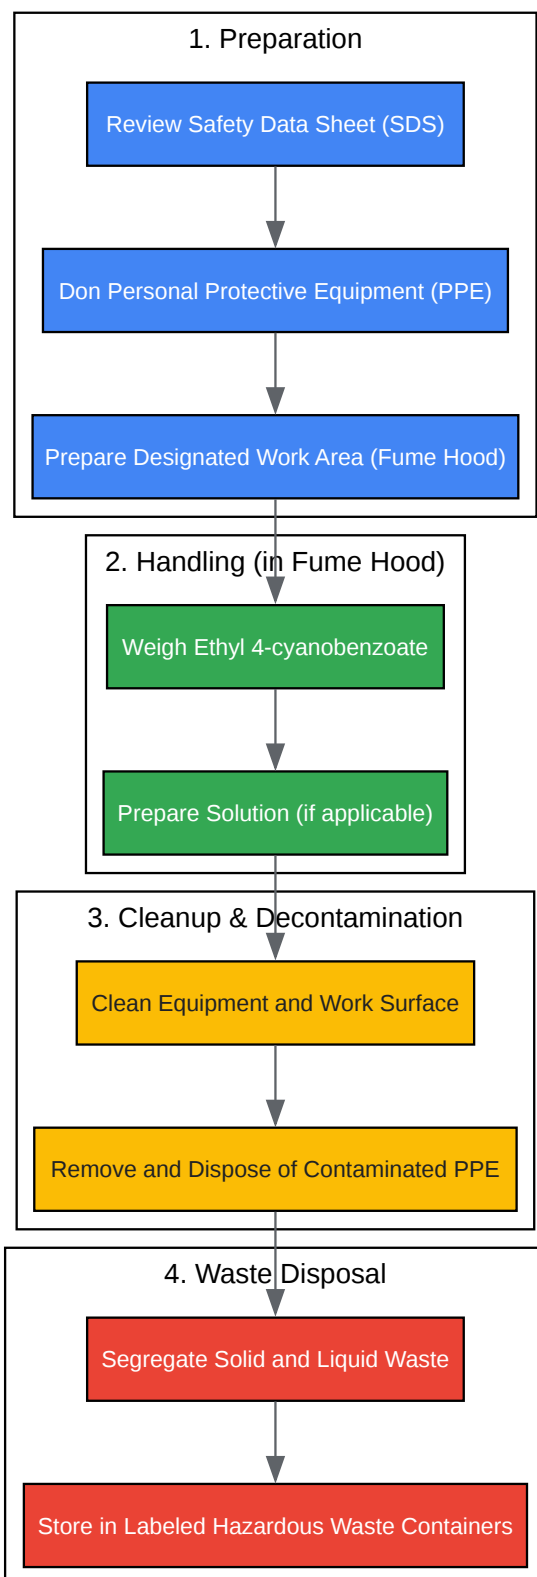 1. Preparation
Review Safety Data Sheet (SDS)
Don Personal Protective Equipment (PPE)
Prepare Designated Work Area (Fume Hood)
2. Handling (in Fume Hood)
Weigh Ethyl 4-cyanobenzoate
Prepare Solution (if applicable)
3. Cleanup & Decontamination
Clean Equipment and Work Surface
Remove and Dispose of Contaminated PPE
4. Waste Disposal
Segregate Solid and Liquid Waste
Store in Labeled Hazardous Waste Containers